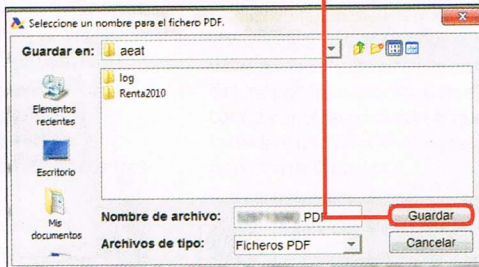 Seleccione un nombre para el fichero PDF.
Guardar en: aeat
log
Renta2010
Elementos recientes
Escritorio
Mis documentos
Nombre de archivo: .PDF
Guardar
Archivos de tipo: Ficheros PDF
Cancelar